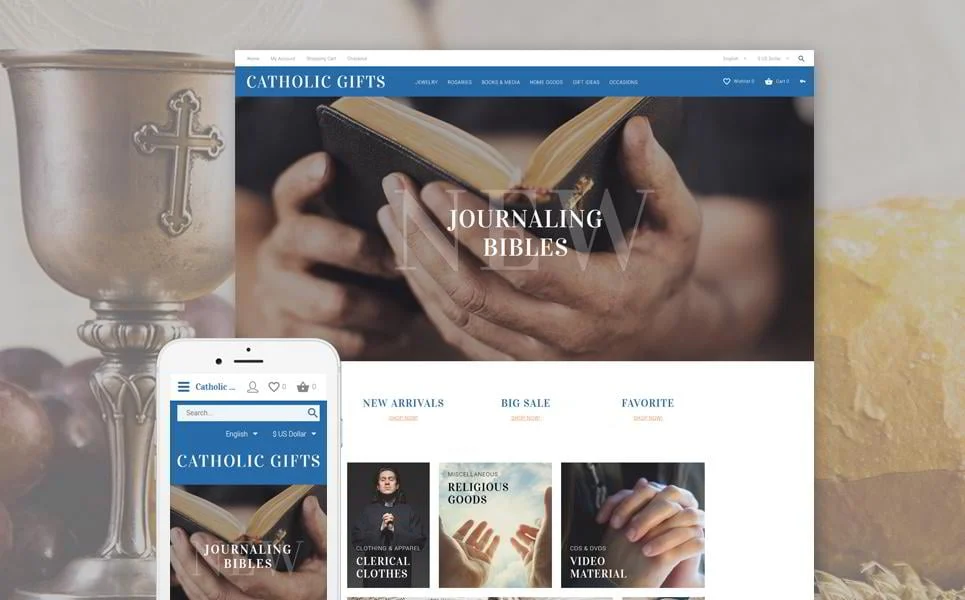 Home My Account Shopping Cart Checkout English $ US Dollar
CATHOLIC GIFTS JEWELRY ROSARIES BOOKS & MEDIA HOME GOODS GIFT IDEAS OCCASIONS Wishlist 0 Cart 0
NEW
JOURNALING
BIBLES
NEW ARRIVALS BIG SALE FAVORITE
SHOP NOW! SHOP NOW! SHOP NOW!
CLOTHING & APPAREL
CLERICAL
CLOTHES
MISCELLANEOUS
RELIGIOUS
GOODS
CDS & DVDS
VIDEO
MATERIAL
Catholic ... 0 0
Search...
English $ US Dollar
CATHOLIC GIFTS
NEW
JOURNALING
BIBLES